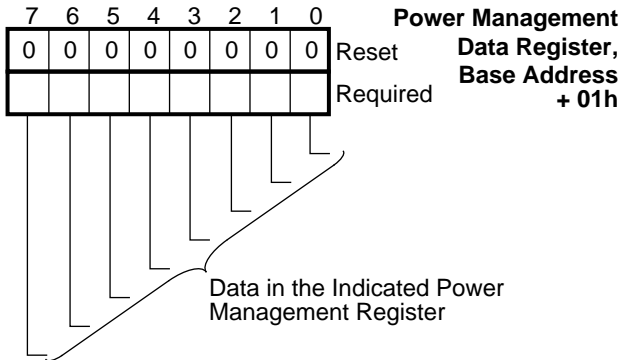 7 6 5 4 3 2 1 0
Power Management
Data Register,
Base Address
+ 01h
0 0 0 0 0 0 0 0 Reset
Required
Data in the Indicated Power
Management Register